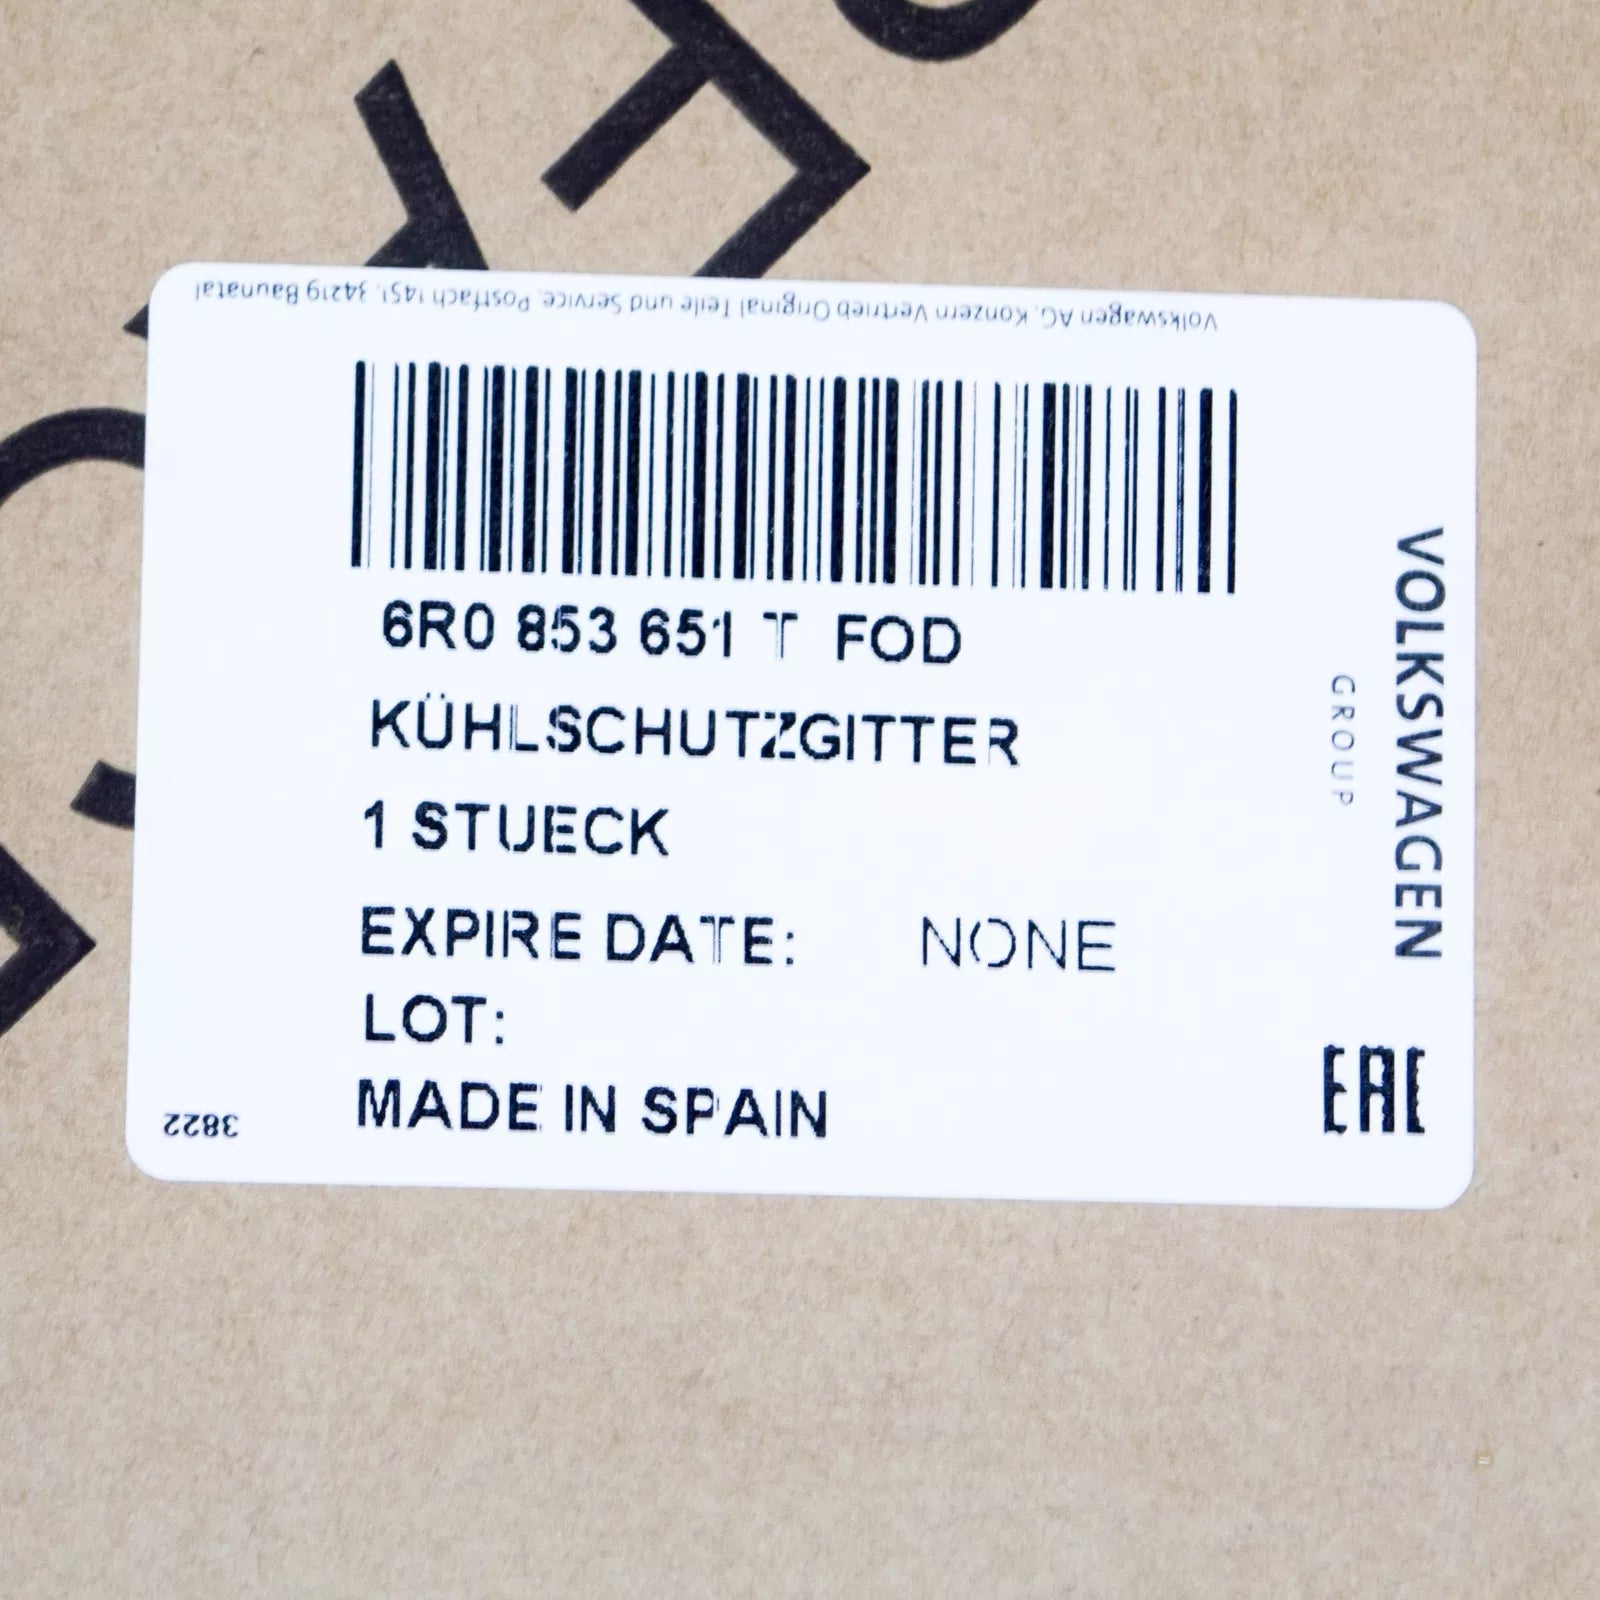 Volkswagen AG, Konzern Vertrieb Original Teile und Service, Postfach 1451, 34219 Baunatal
6R0 853 651 T FOD
KÜHLSCHUTZGITTER
1 STUECK
EXPIRE DATE: NONE
LOT:
MADE IN SPAIN
3822
VOLKSWAGEN
GROUP
EAC